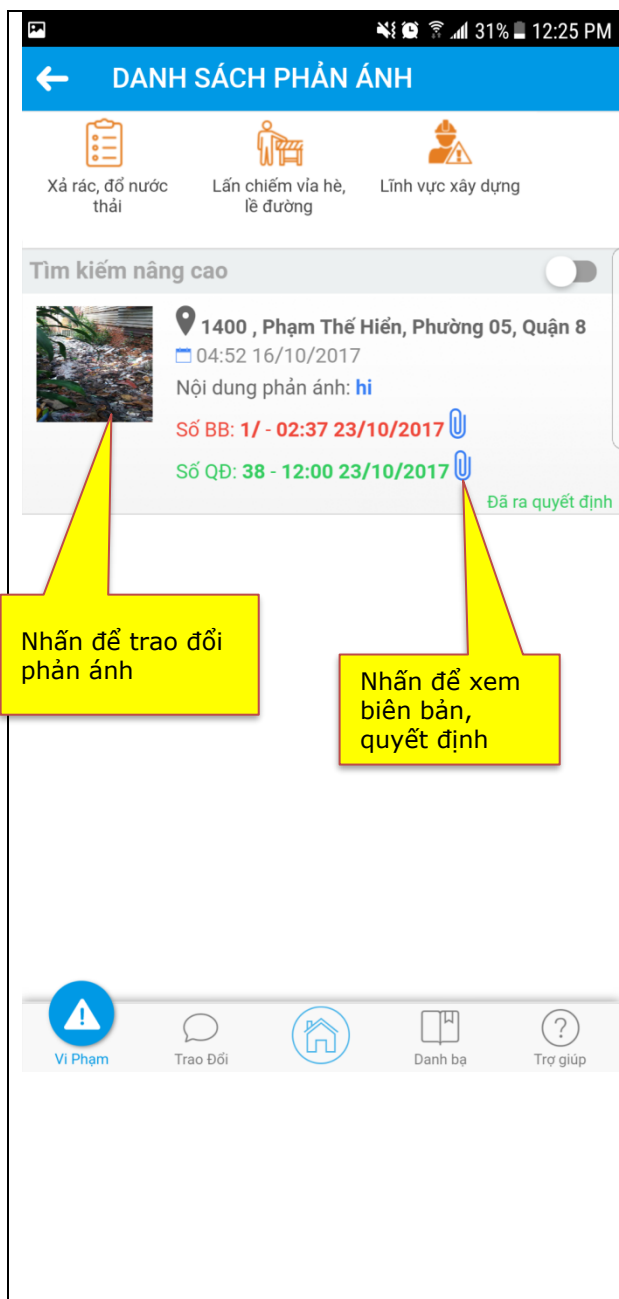 31% 12:25 PM
DANH SÁCH PHẢN ÁNH
Xả rác, đổ nước
thải
Lấn chiếm vỉa hè,
lề đường
Lĩnh vực xây dựng
Tìm kiếm nâng cao
1400 , Phạm Thế Hiển, Phường 05, Quận 8
04:52 16/10/2017
Nội dung phản ánh: hi
Số BB: 1/ - 02:37 23/10/2017
Số QĐ: 38 - 12:00 23/10/2017
Đã ra quyết định
Nhấn để trao đổi
phản ánh
Nhấn để xem
biên bản,
quyết định
Vi Phạm
Trao Đổi
Danh bạ
Trợ giúp